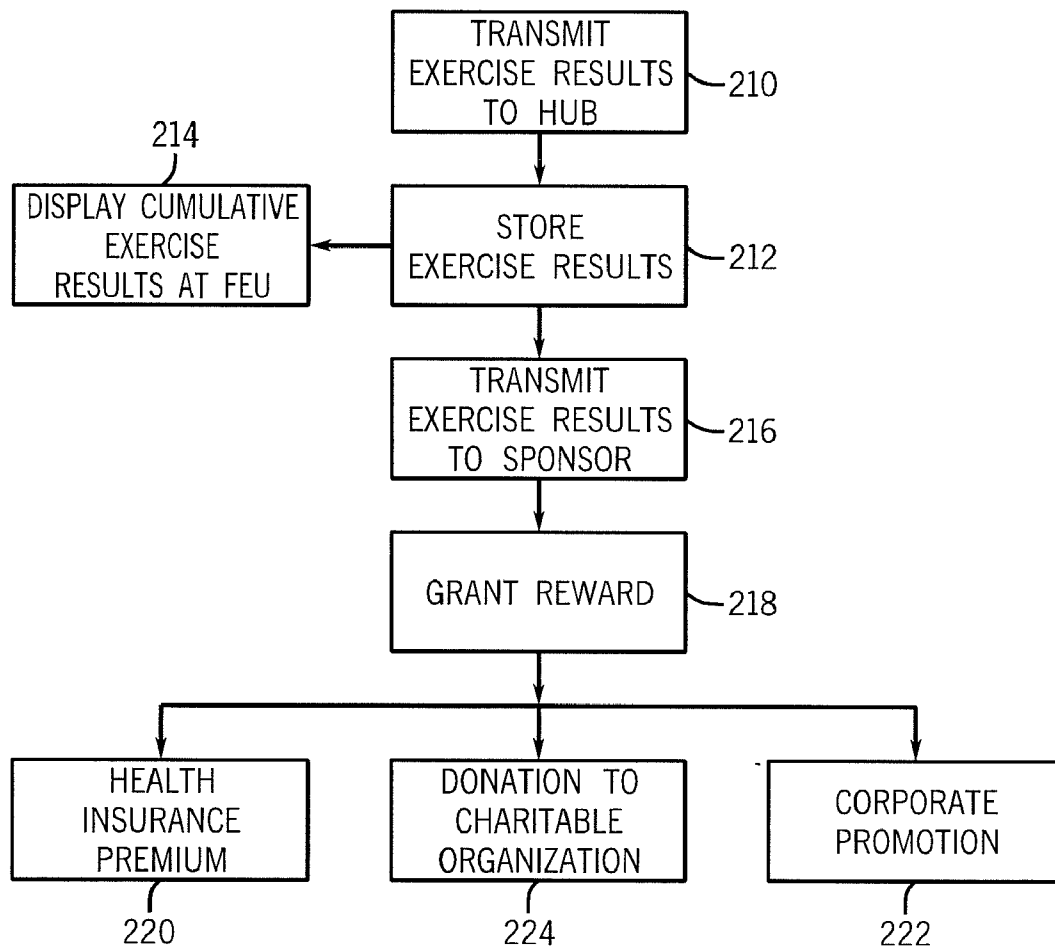 TRANSMIT
EXERCISE RESULTS
TO HUB
210
214
DISPLAY CUMULATIVE
EXERCISE
RESULTS AT FEU
STORE
EXERCISE RESULTS
212
TRANSMIT
EXERCISE RESULTS
TO SPONSOR
216
GRANT REWARD
218
HEALTH
INSURANCE
PREMIUM
220
DONATION TO
CHARITABLE
ORGANIZATION
224
CORPORATE
PROMOTION
222